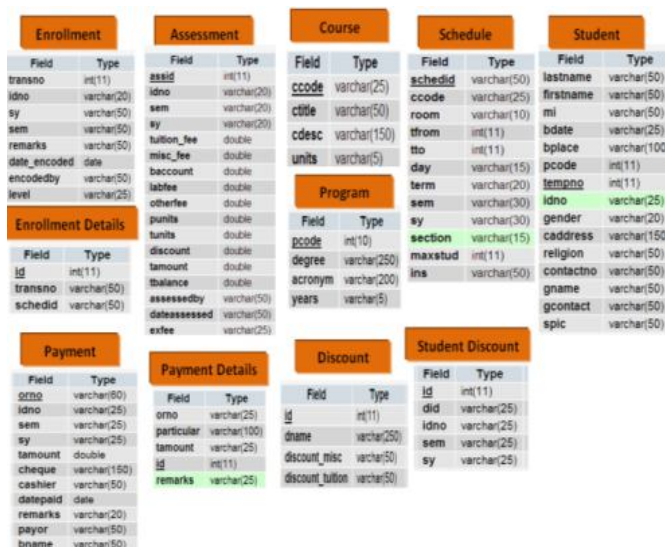 Enrollment
Field Type
transno int(11)
idno varchar(20)
sy varchar(50)
sem varchar(50)
remarks varchar(50)
date_encoded date
encodedby varchar(50)
level varchar(25)
Enrollment Details
Field Type
id int(11)
transno varchar(50)
schedid varchar(50)
Assessment
Field Type
assid int(11)
idno varchar(20)
sem varchar(20)
sy varchar(20)
tuition_fee double
misc_fee double
baccount double
labfee double
otherfee double
punits double
tunits double
discount double
tamount double
tbalance double
assessedby varchar(50)
dateassessed varchar(50)
exfee varchar(25)
Course
Field Type
ccode varchar(25)
ctitle varchar(50)
cdesc varchar(150)
units varchar(5)
Program
Field Type
pcode int(10)
degree varchar(250)
acronym varchar(200)
years varchar(5)
Schedule
Field Type
schedid varchar(50)
ccode varchar(25)
room varchar(10)
tfrom int(11)
tto int(11)
day varchar(15)
term varchar(20)
sem varchar(30)
sy varchar(30)
section varchar(15)
maxstud int(11)
ins varchar(50)
Student
Field Type
lastname varchar(50)
firstname varchar(50)
mi varchar(50)
bdate varchar(25)
bplace varchar(100
pcode int(11)
tempno int(11)
idno varchar(25)
gender varchar(20)
caddress varchar(150
religion varchar(50)
contactno varchar(50)
gname varchar(50)
gcontact varchar(50)
spic varchar(50)
Payment
Field Type
orno varchar(60)
idno varchar(25)
sem varchar(25)
sy varchar(25)
tamount double
cheque varchar(150)
cashier varchar(50)
datepaid date
remarks varchar(20)
payor varchar(50)
bname varchar(50)
Payment Details
Field Type
orno varchar(25)
particular varchar(100)
tamount varchar(25)
id int(11)
remarks varchar(25)
Discount
Field Type
id int(11)
dname varchar(250)
discount_misc varchar(50)
discount_tuition varchar(50)
Student Discount
Field Type
id int(11)
did varchar(25)
idno varchar(25)
sem varchar(25)
sy varchar(25)